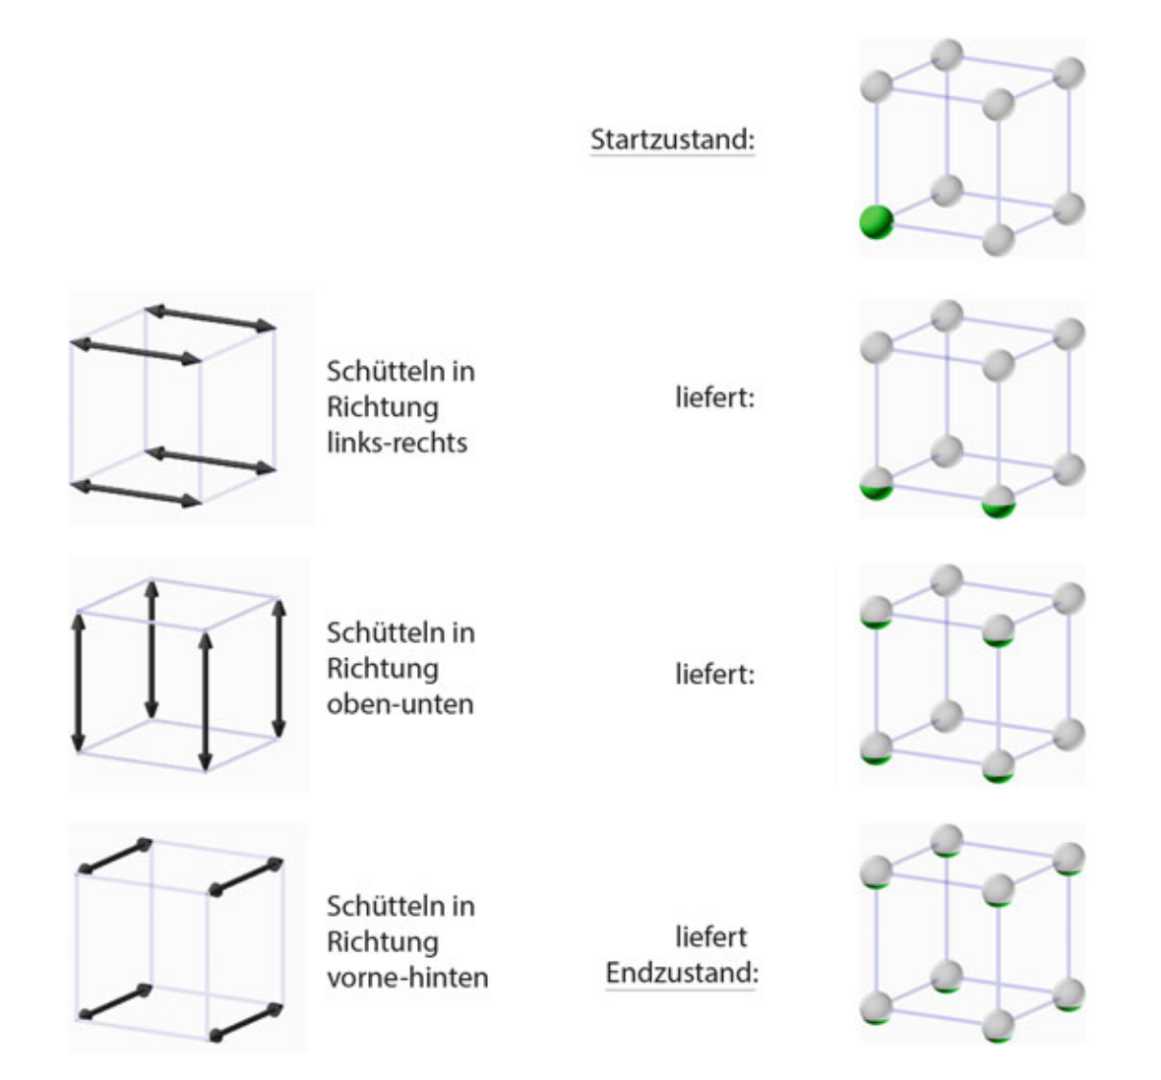 Startzustand:
Schütteln in
Richtung
links-rechts
liefert:
Schütteln in
Richtung
oben-unten
liefert:
Schütteln in
Richtung
vorne-hinten
liefert
Endzustand: